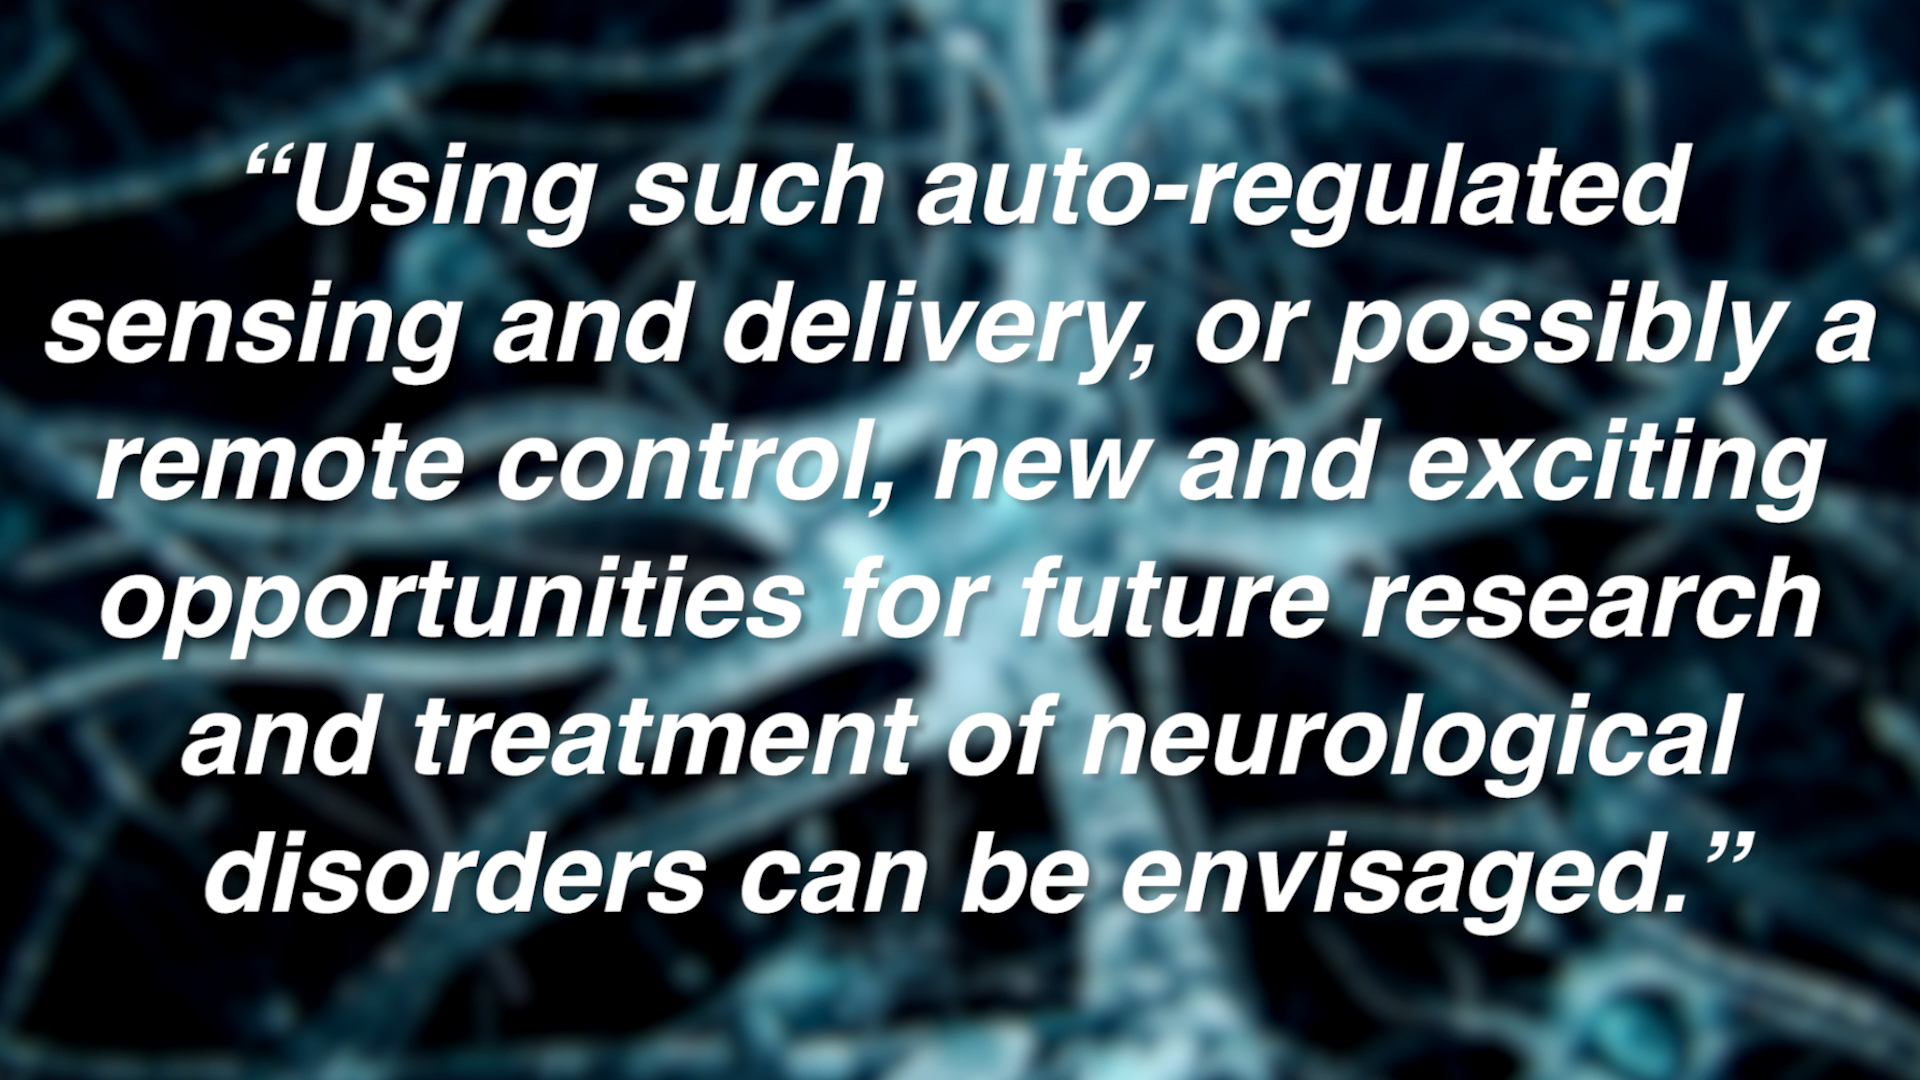 “Using such auto-regulated
sensing and delivery, or possibly a
remote control, new and exciting
opportunities for future research
and treatment of neurological
disorders can be envisaged.”